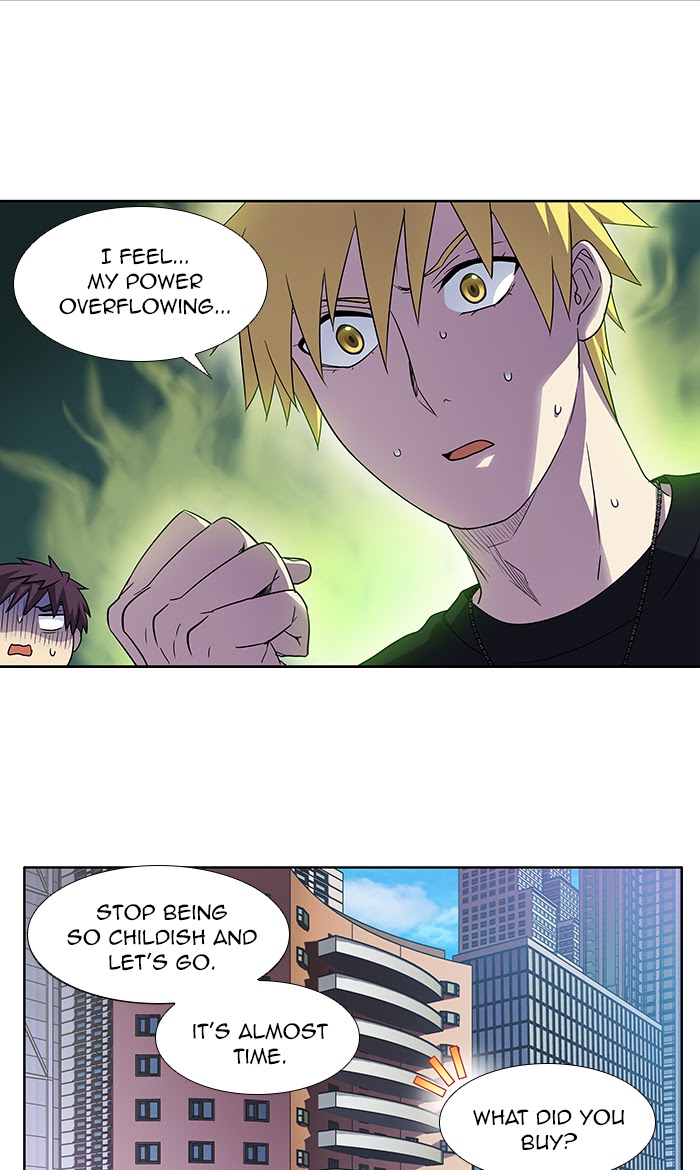 I FEEL...
MY POWER
OVERFLOWING...
STOP BEING
SO CHILDISH AND
LET'S GO.
IT'S ALMOST
TIME.
WHAT DID YOU
BUY?